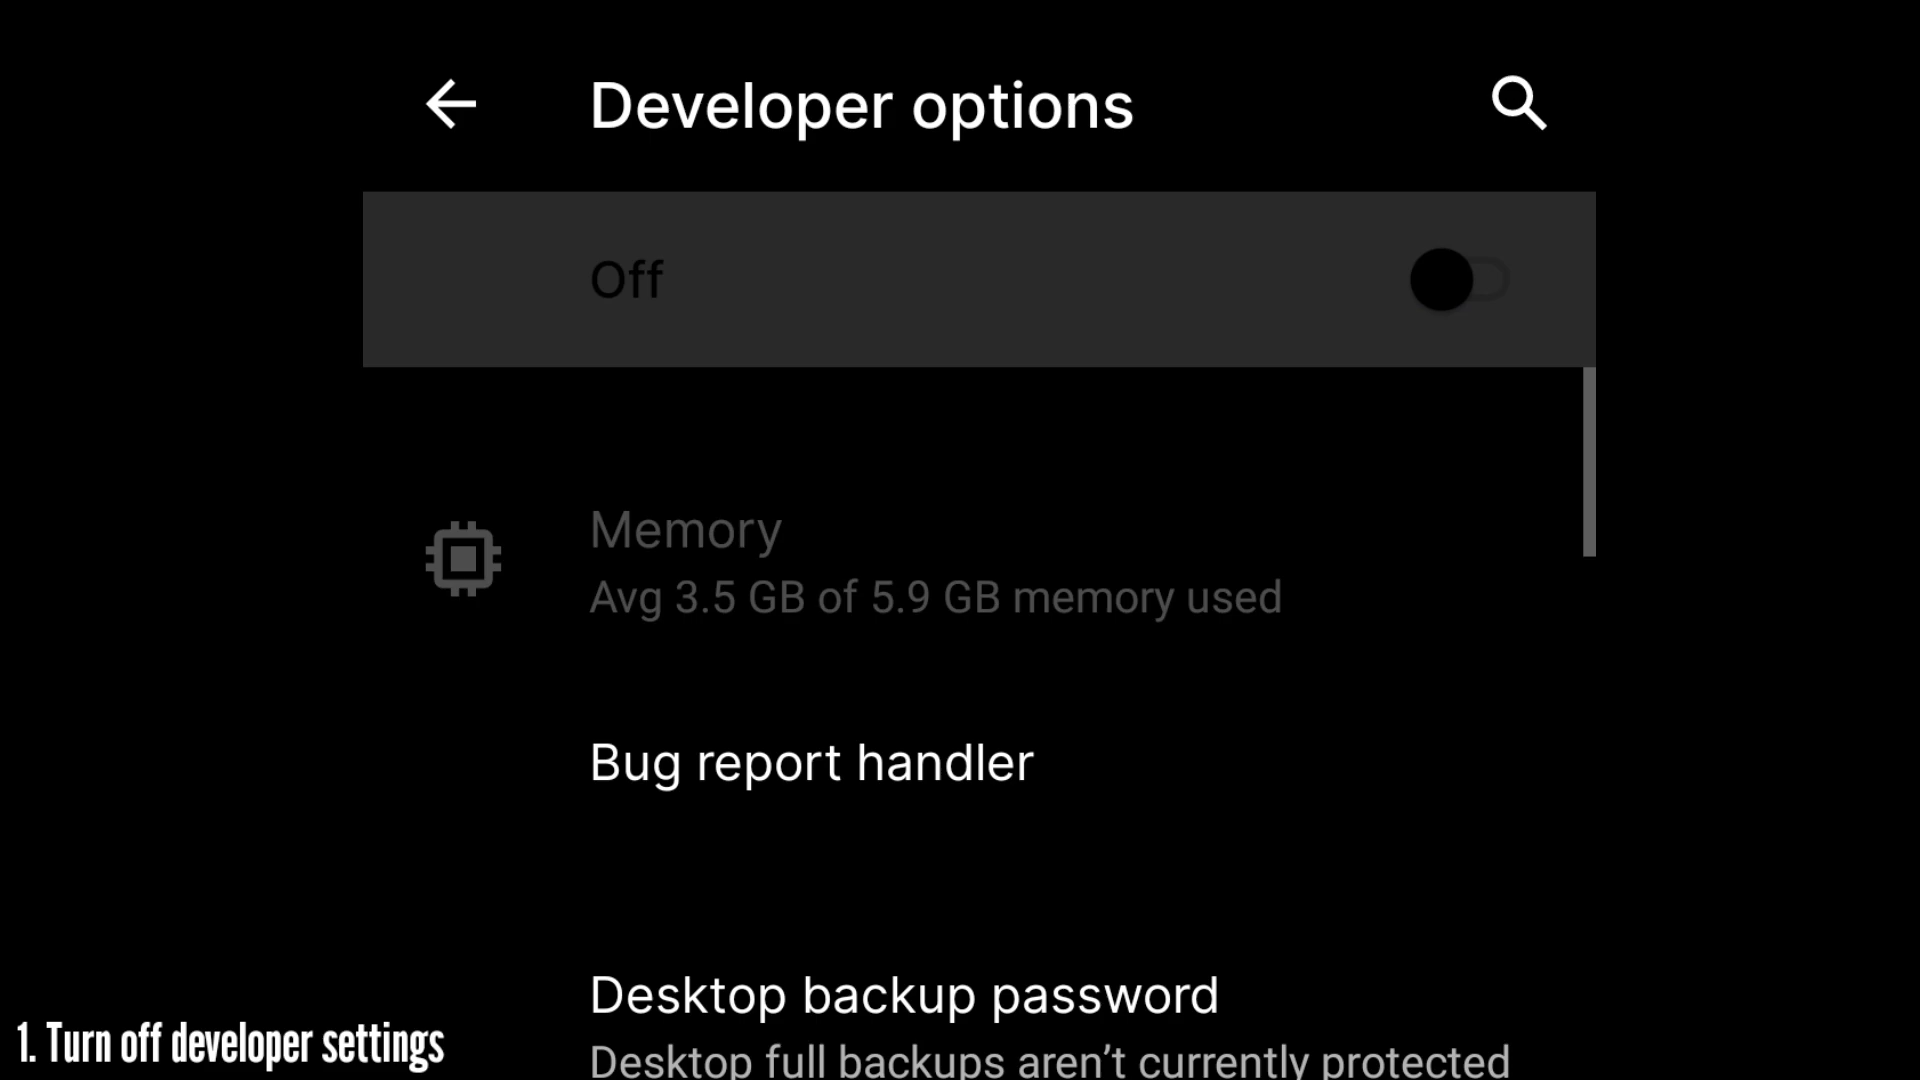 Developer options
Off
Memory
Avg 3.5 GB of 5.9 GB memory used
Bug report handler
Desktop backup password
Desktop full backups aren’t currently protected
1. Turn off developer settings